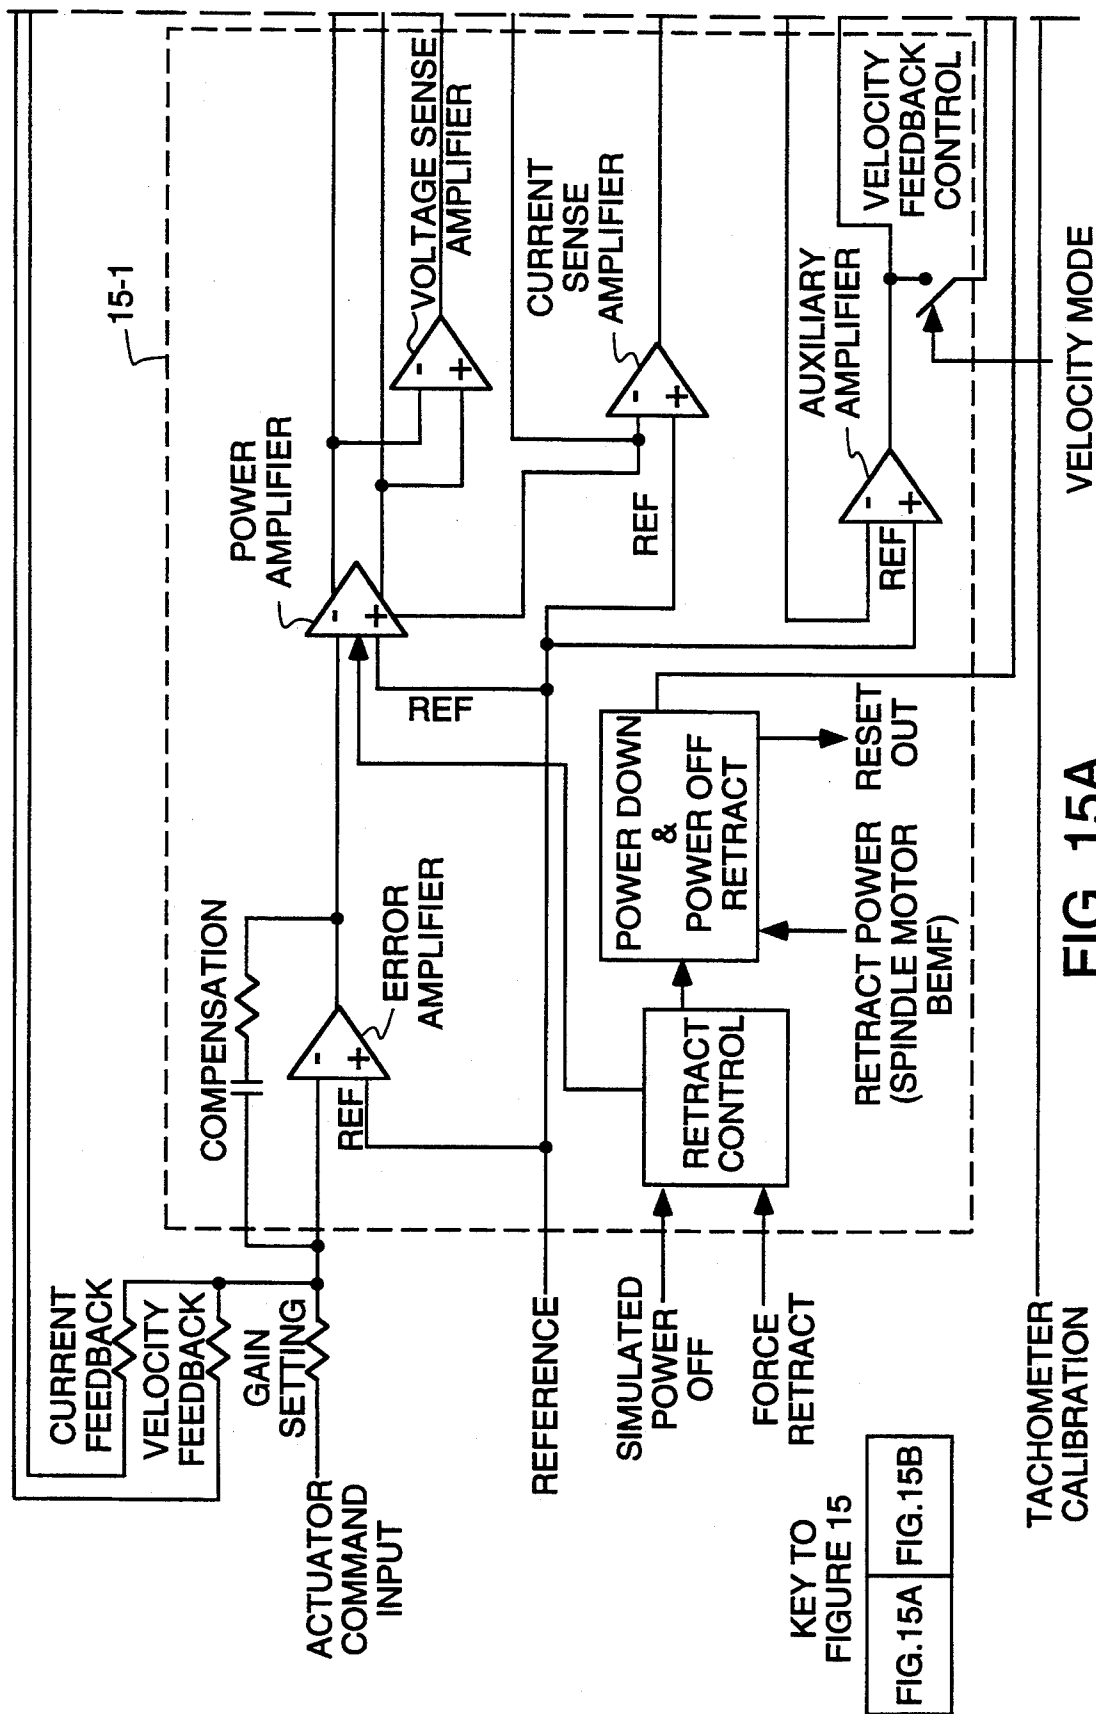 15-1
CURRENT
FEEDBACK
VELOCITY
FEEDBACK
GAIN
SETTING
ACTUATOR
COMMAND
INPUT
COMPENSATION
-
+
REF
ERROR
AMPLIFIER
POWER
AMPLIFIER
-
+
REF
VOLTAGE SENSE
AMPLIFIER
-
+
CURRENT
SENSE
AMPLIFIER
-
+
REF
REFERENCE
SIMULATED
POWER
OFF
FORCE
RETRACT
RETRACT
CONTROL
POWER DOWN
&
POWER OFF
RETRACT
RETRACT POWER
(SPINDLE MOTOR
BEMF)
RESET
OUT
AUXILIARY
AMPLIFIER
-
+
REF
VELOCITY
FEEDBACK
CONTROL
VELOCITY MODE
TACHOMETER
CALIBRATION
KEY TO
FIGURE 15
FIG.15A FIG.15B
FIG. 15A